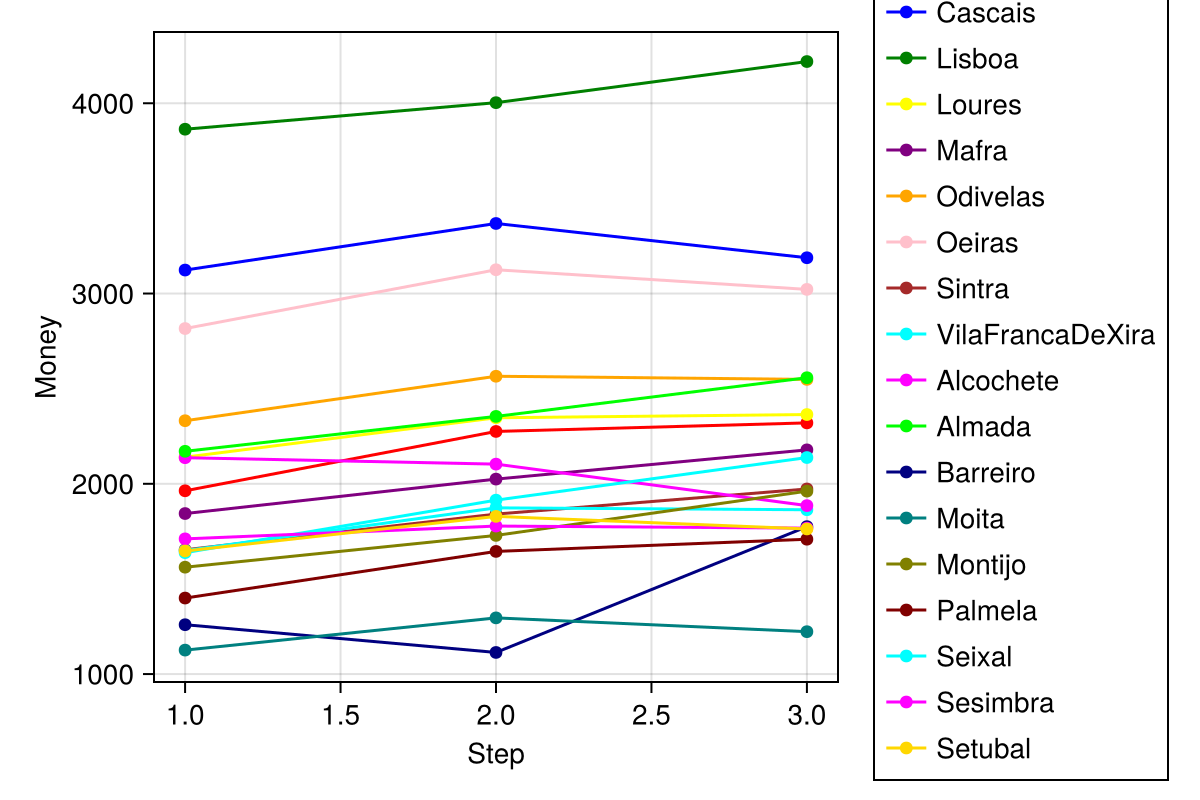 Cascais
Lisboa
Loures
Mafra
Odivelas
Oeiras
Sintra
VilaFrancaDeXira
Alcochete
Almada
Barreiro
Moita
Montijo
Palmela
Seixal
Sesimbra
Setubal
4000
3000
2000
1000
Money
1.0 1.5 2.0 2.5 3.0
Step